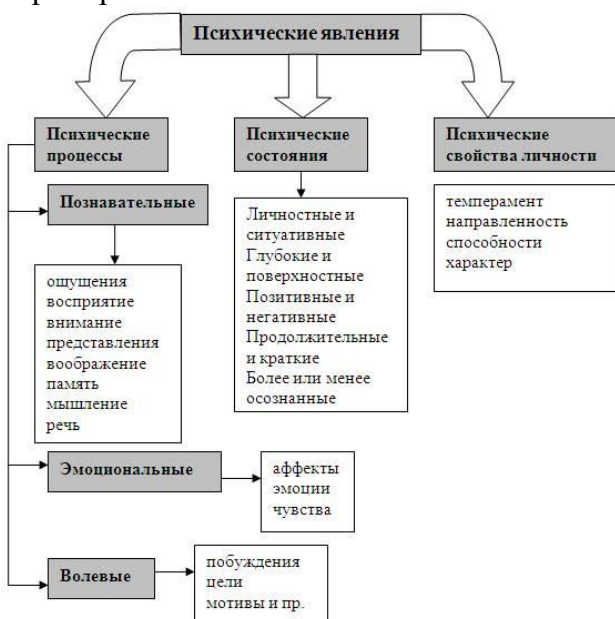 Психические явления
Психические
процессы
Психические
состояния
Психические
свойства личности
Познавательные
ощущения
восприятие
внимание
представления
воображение
память
мышление
речь
Личностные и
ситуативные
Глубокие и
поверхностные
Позитивные и
негативные
Продолжительные
и краткие
Более или менее
осознанные
темперамент
направленность
способности
характер
Эмоциональные
аффекты
эмоции
чувства
Волевые
побуждения
цели
мотивы и пр.